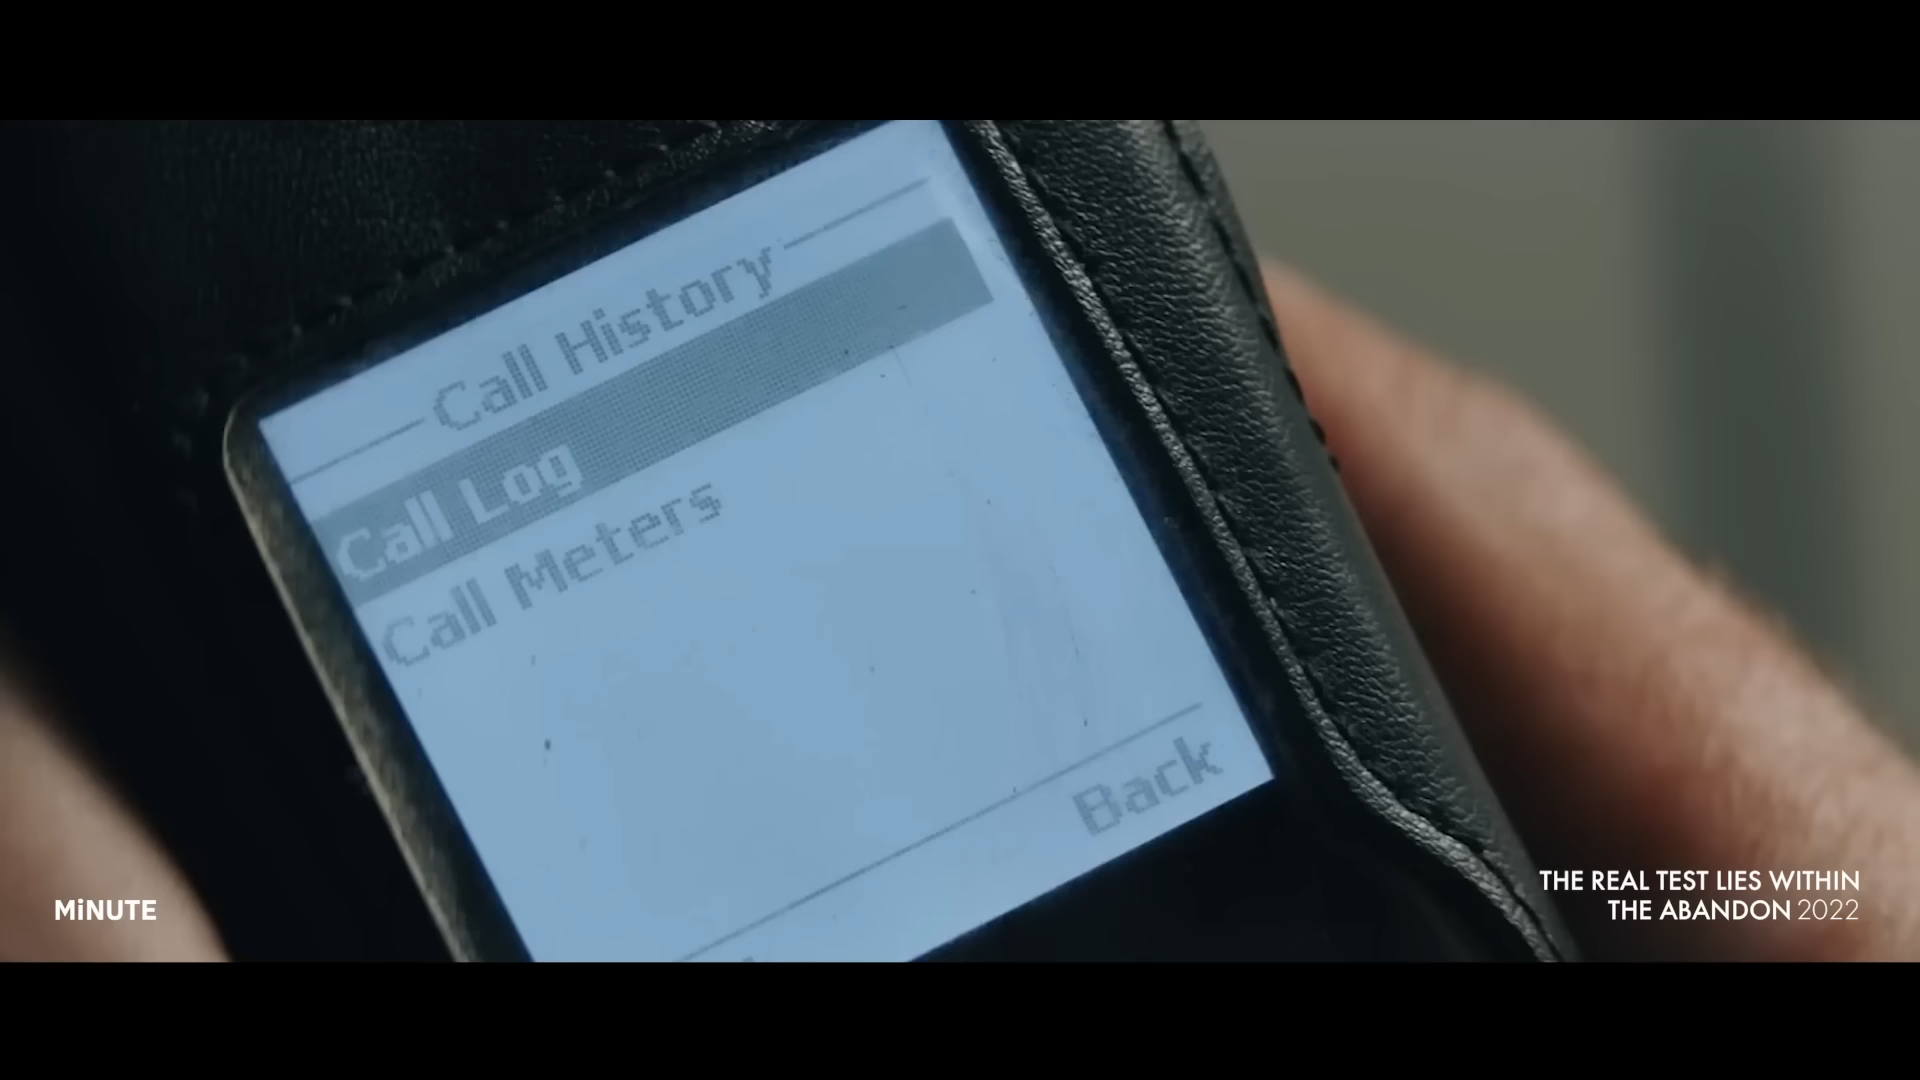 Call History
Call Log
Call Meters
Back
MiNUTE
THE REAL TEST LIES WITHIN
THE ABANDON 2022